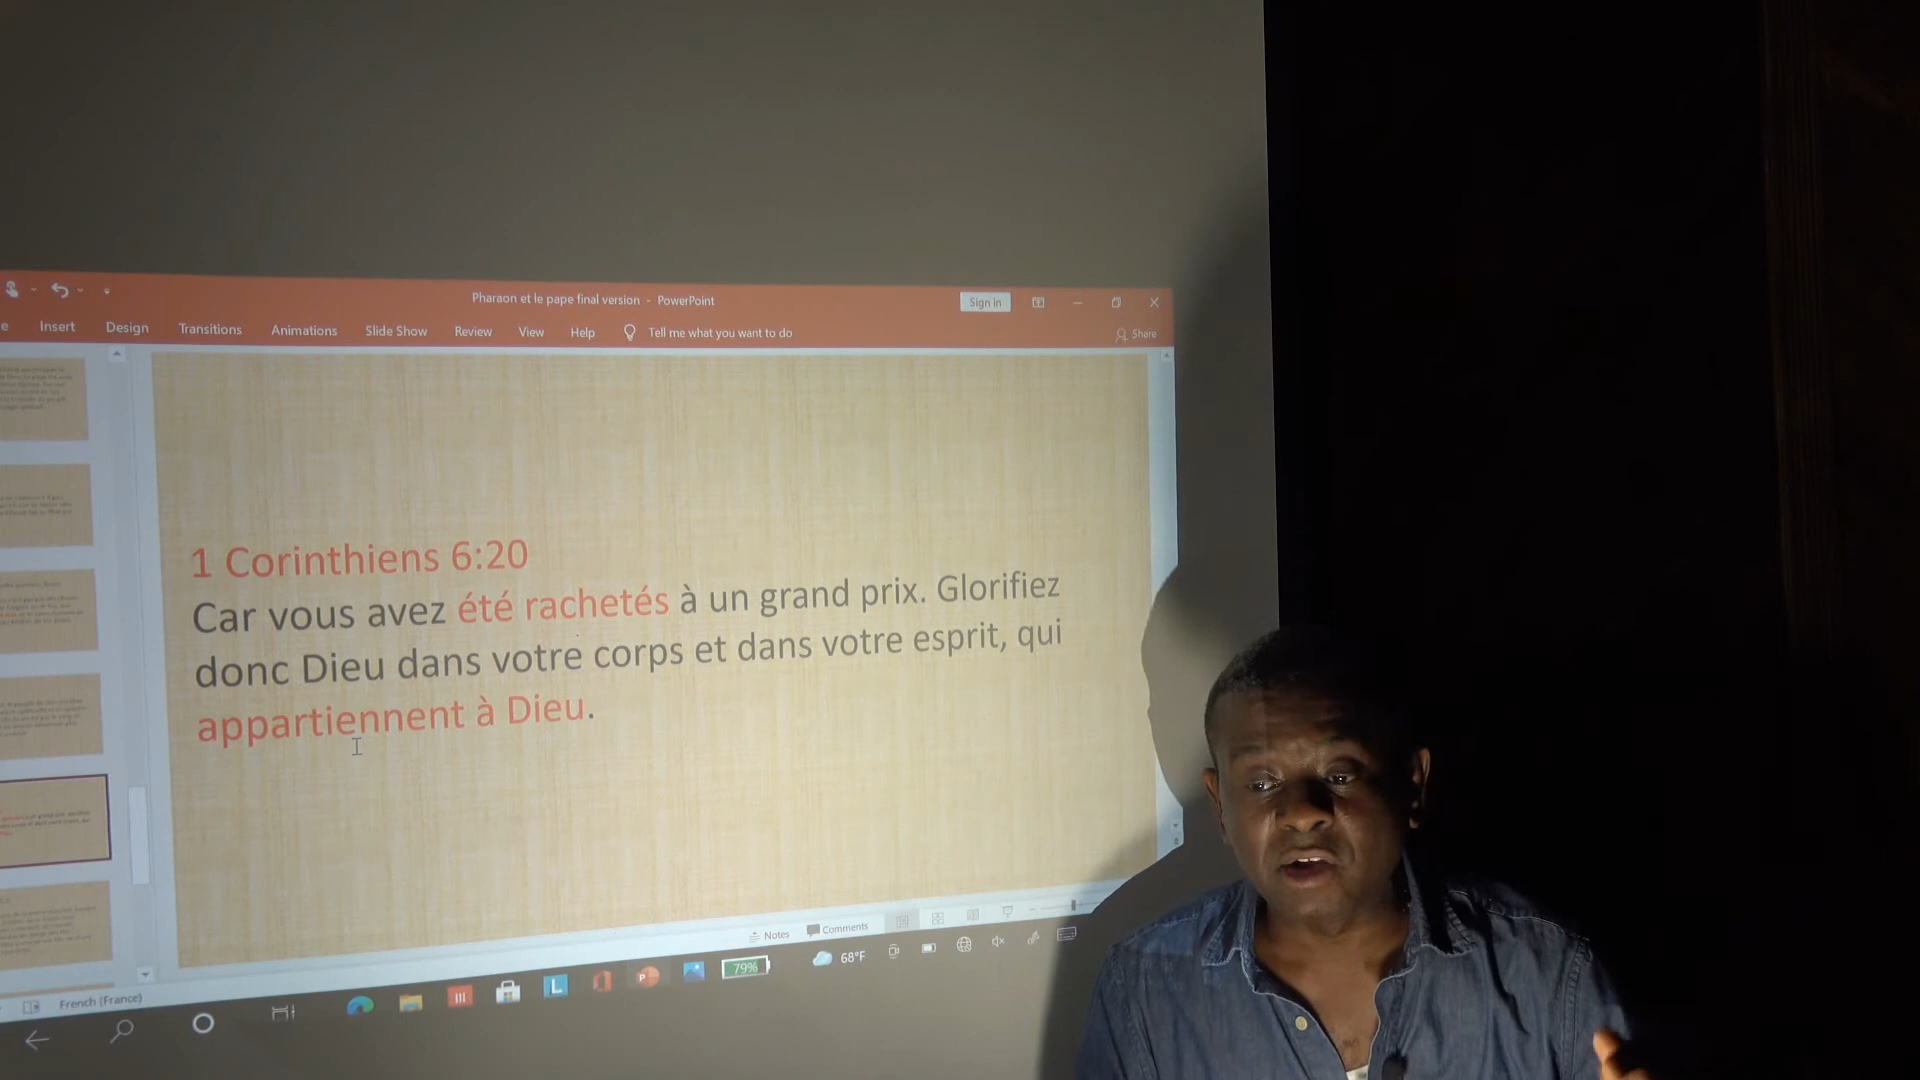 Pharaon et le pape final version - PowerPoint
Sign in
Insert Design Transitions Animations Slide Show Review View Help Tell me what you want to do
Share
1 Corinthiens 6:20
Car vous avez été rachetés à un grand prix. Glorifiez
donc Dieu dans votre corps et dans votre esprit, qui
appartiennent à Dieu.
Notes Comments
French (France)
79% 68°F